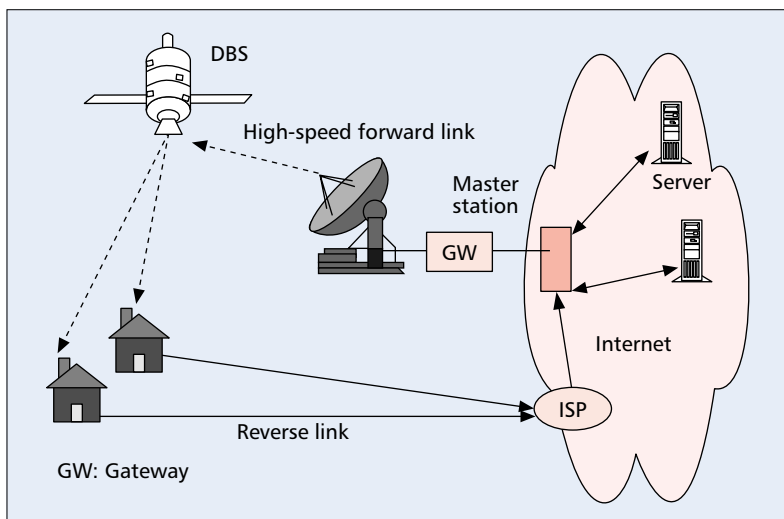 DBS
High-speed forward link
Master
station
Server
GW
Internet
ISP
Reverse link
GW: Gateway